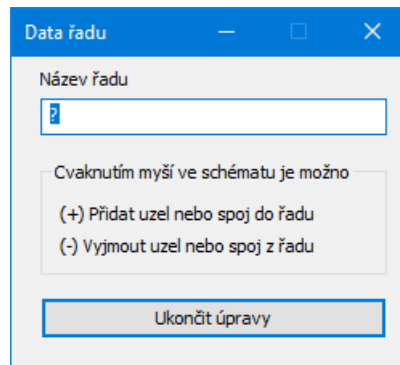 Data řadu
Název řadu
?
Cvaknutím myší ve schématu je možno
(+) Přidat uzel nebo spoj do řadu
(-) Vyjmout uzel nebo spoj z řadu
Ukončit úpravy